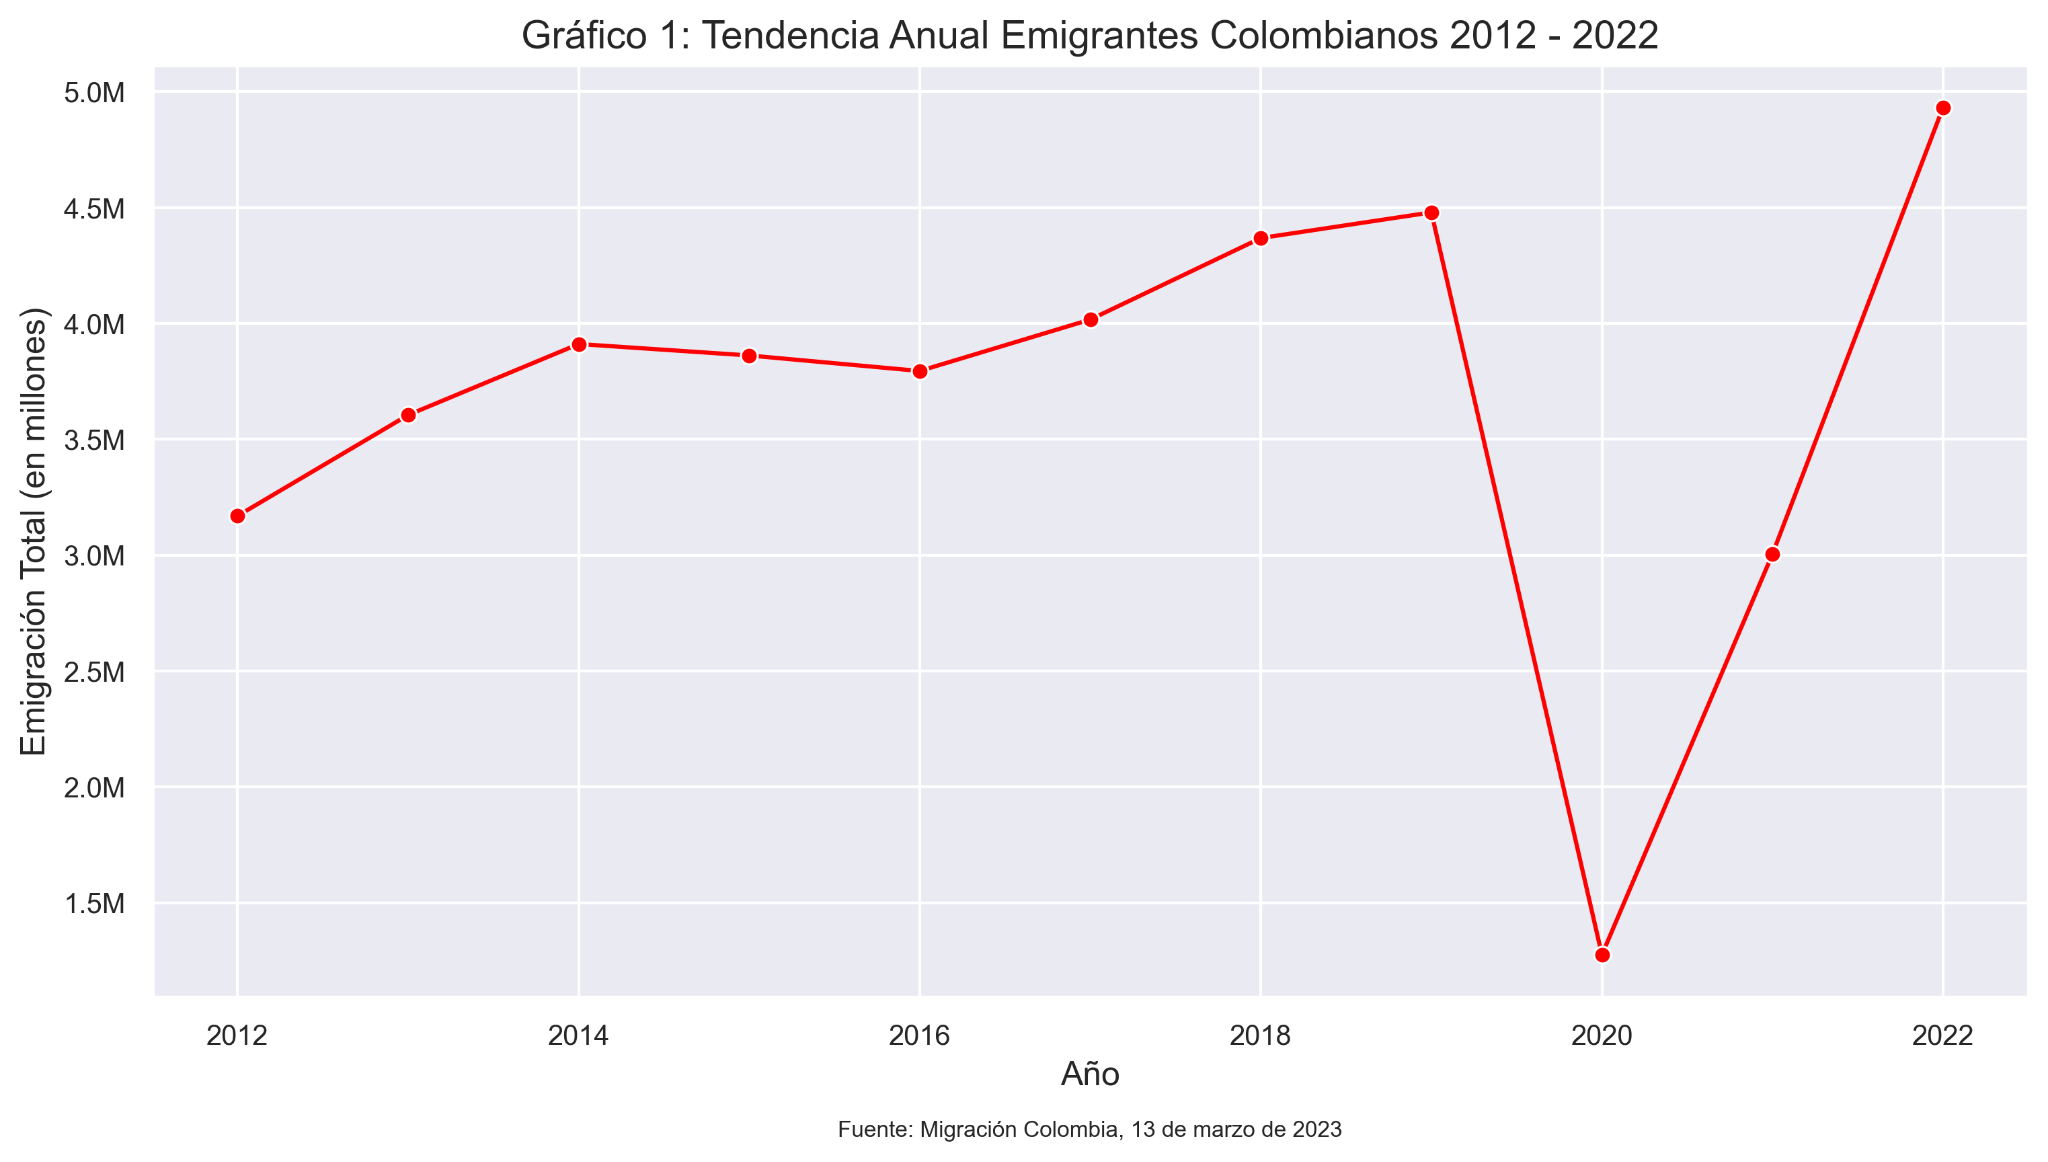 Gráfico 1: Tendencia Anual Emigrantes Colombianos 2012 - 2022
Emigración Total (en millones)
5.0M
4.5M
4.0M
3.5M
3.0M
2.5M
2.0M
1.5M
2012 2014 2016 2018 2020 2022
Año
Fuente: Migración Colombia, 13 de marzo de 2023